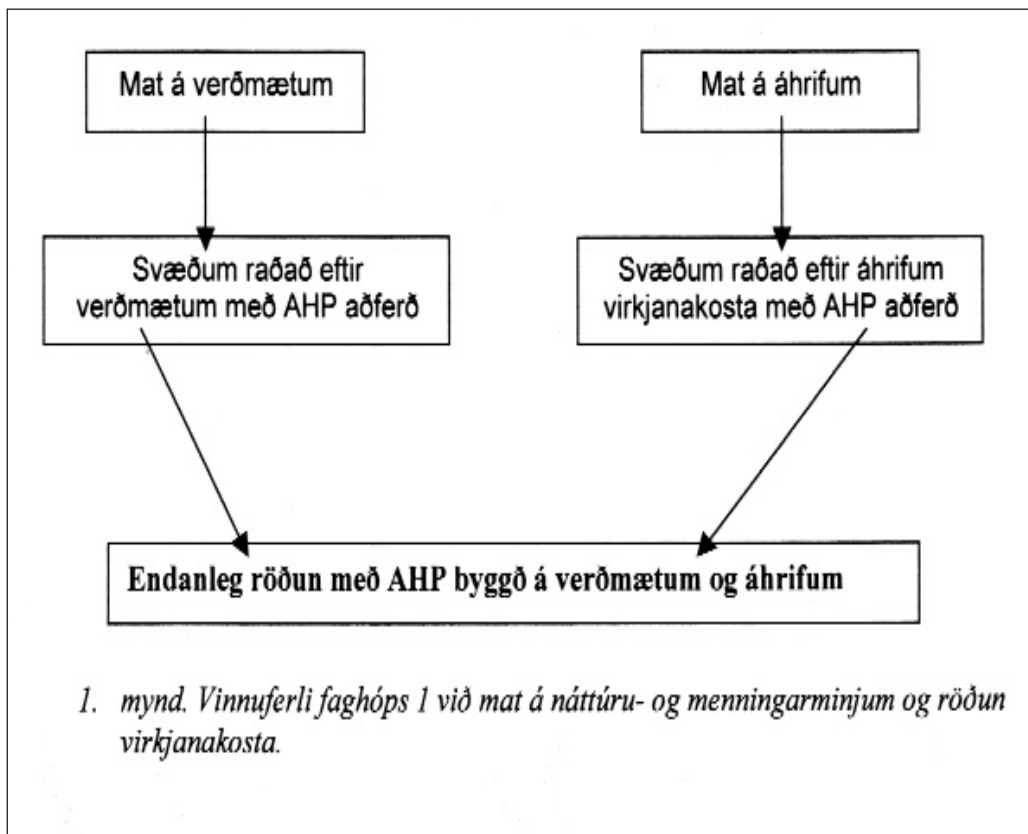 Mat á verðmætum
Mat á áhrifum
Svæðum raðað eftir
verðmætum með AHP aðferð
Svæðum raðað eftir áhrifum
virkjanakosta með AHP aðferð
Endanleg röðun með AHP byggð á verðmætum og áhrifum
1. mynd. Vinnuferli faghóps 1 við mat á náttúru- og menningarminjum og röðun
virkjanakosta.